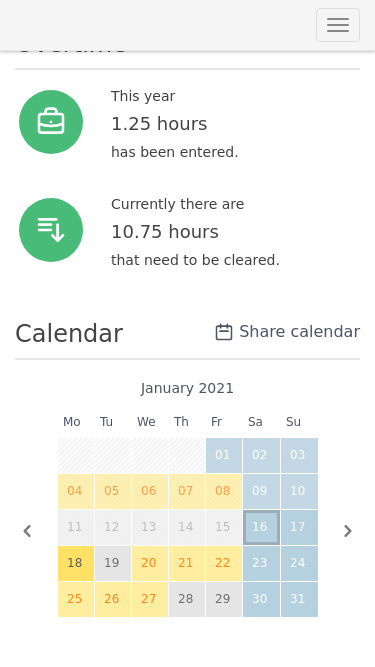 This year
1.25 hours
has been entered.
Currently there are
10.75 hours
that need to be cleared.
Calendar
Share calendar
January 2021
Mo Tu We Th Fr Sa Su
01 02 03
04 05 06 07 08 09 10
11 12 13 14 15 16 17
18 19 20 21 22 23 24
25 26 27 28 29 30 31